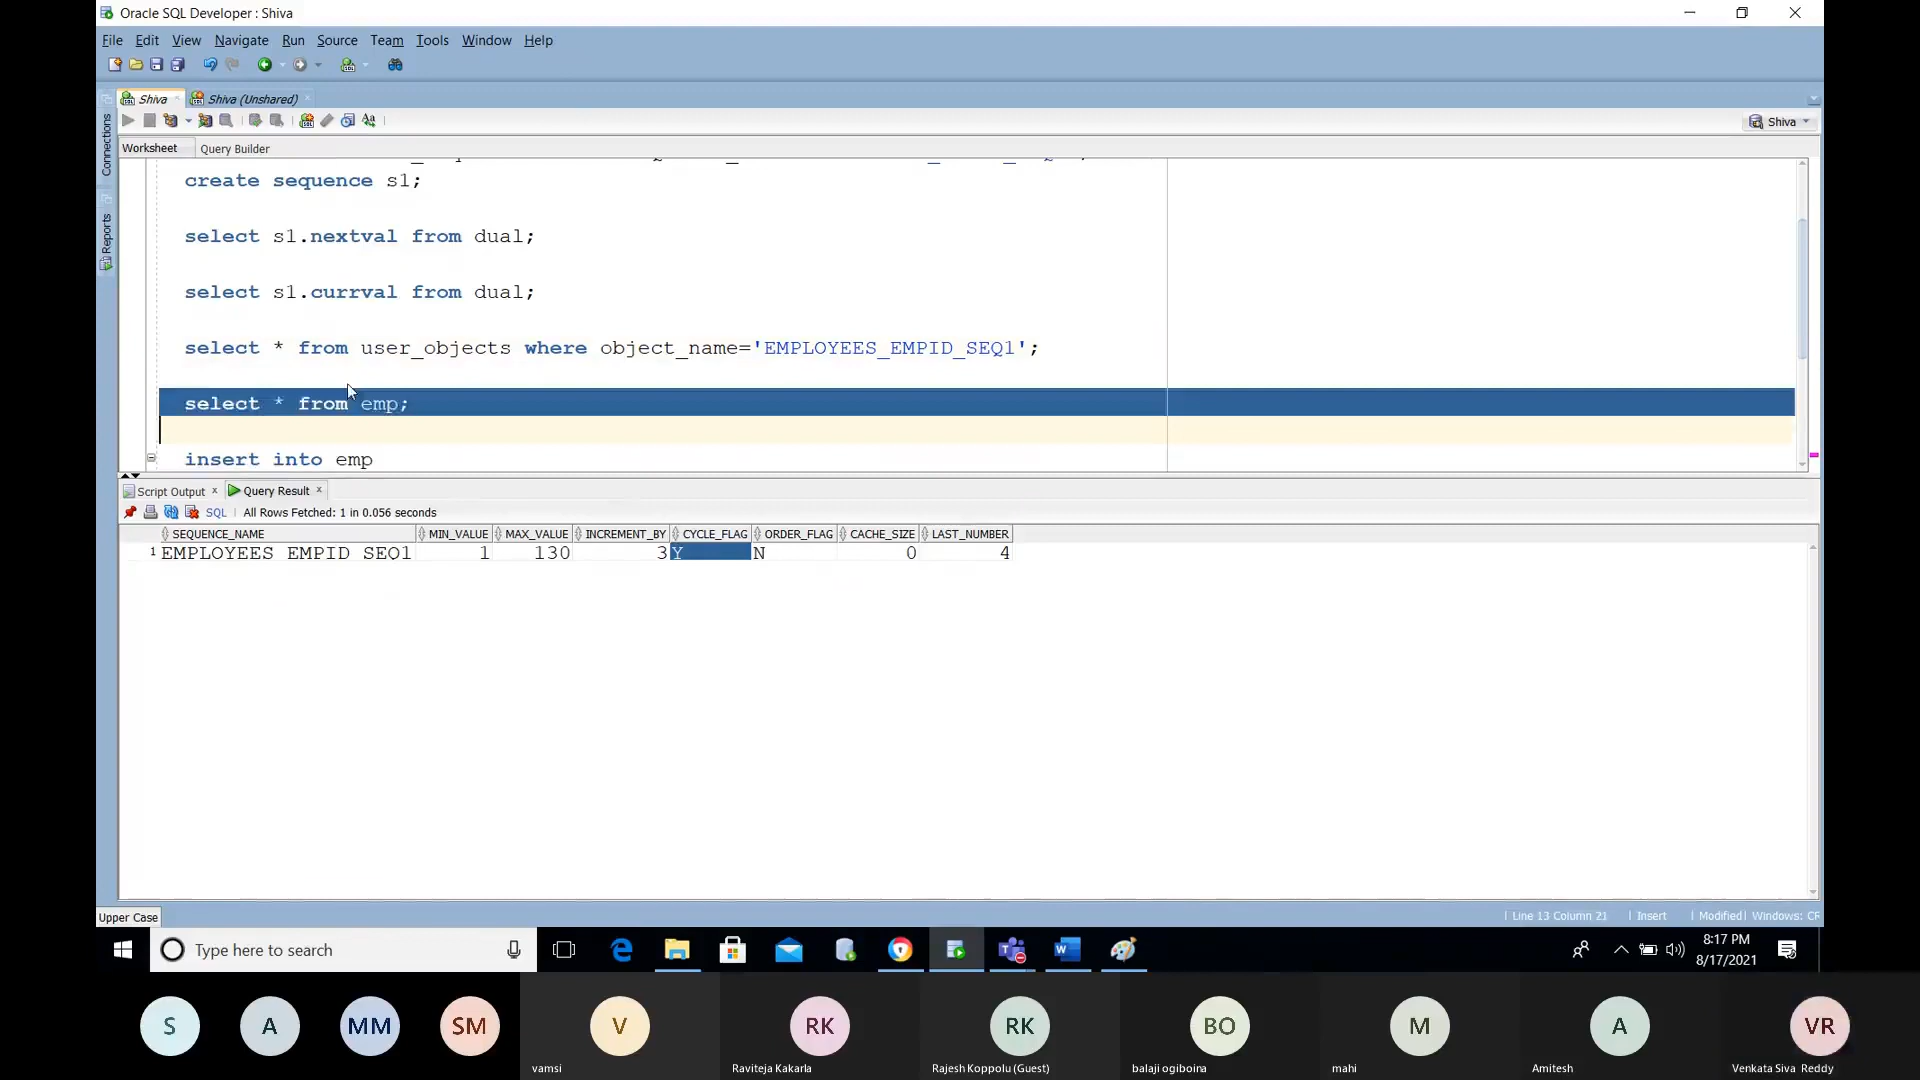 Oracle SQL Developer : Shiva
File Edit View Navigate Run Source Team Tools Window Help
Shiva Shiva (Unshared)
Shiva
Connections
Reports
Worksheet Query Builder
create sequence s1;
select s1.nextval from dual;
select s1.currval from dual;
select * from user_objects where object_name='EMPLOYEES_EMPID_SEQ1';
select * from emp;
insert into emp
Script Output Query Result
SQL All Rows Fetched: 1 in 0.056 seconds
SEQUENCE_NAME MIN_VALUE MAX_VALUE INCREMENT_BY CYCLE_FLAG ORDER_FLAG CACHE_SIZE LAST_NUMBER
1 EMPLOYEES_EMPID_SEQ1 1 130 3 Y N 0 4
Upper Case Line 13 Column 21 Insert Modified Windows: CR
Type here to search
8:17 PM
8/17/2021
S A MM SM V RK RK BO M A VR
vamsi Raviteja Kakarla Rajesh Koppolu (Guest) balaji ogiboina mahi Amitesh Venkata Siva Reddy